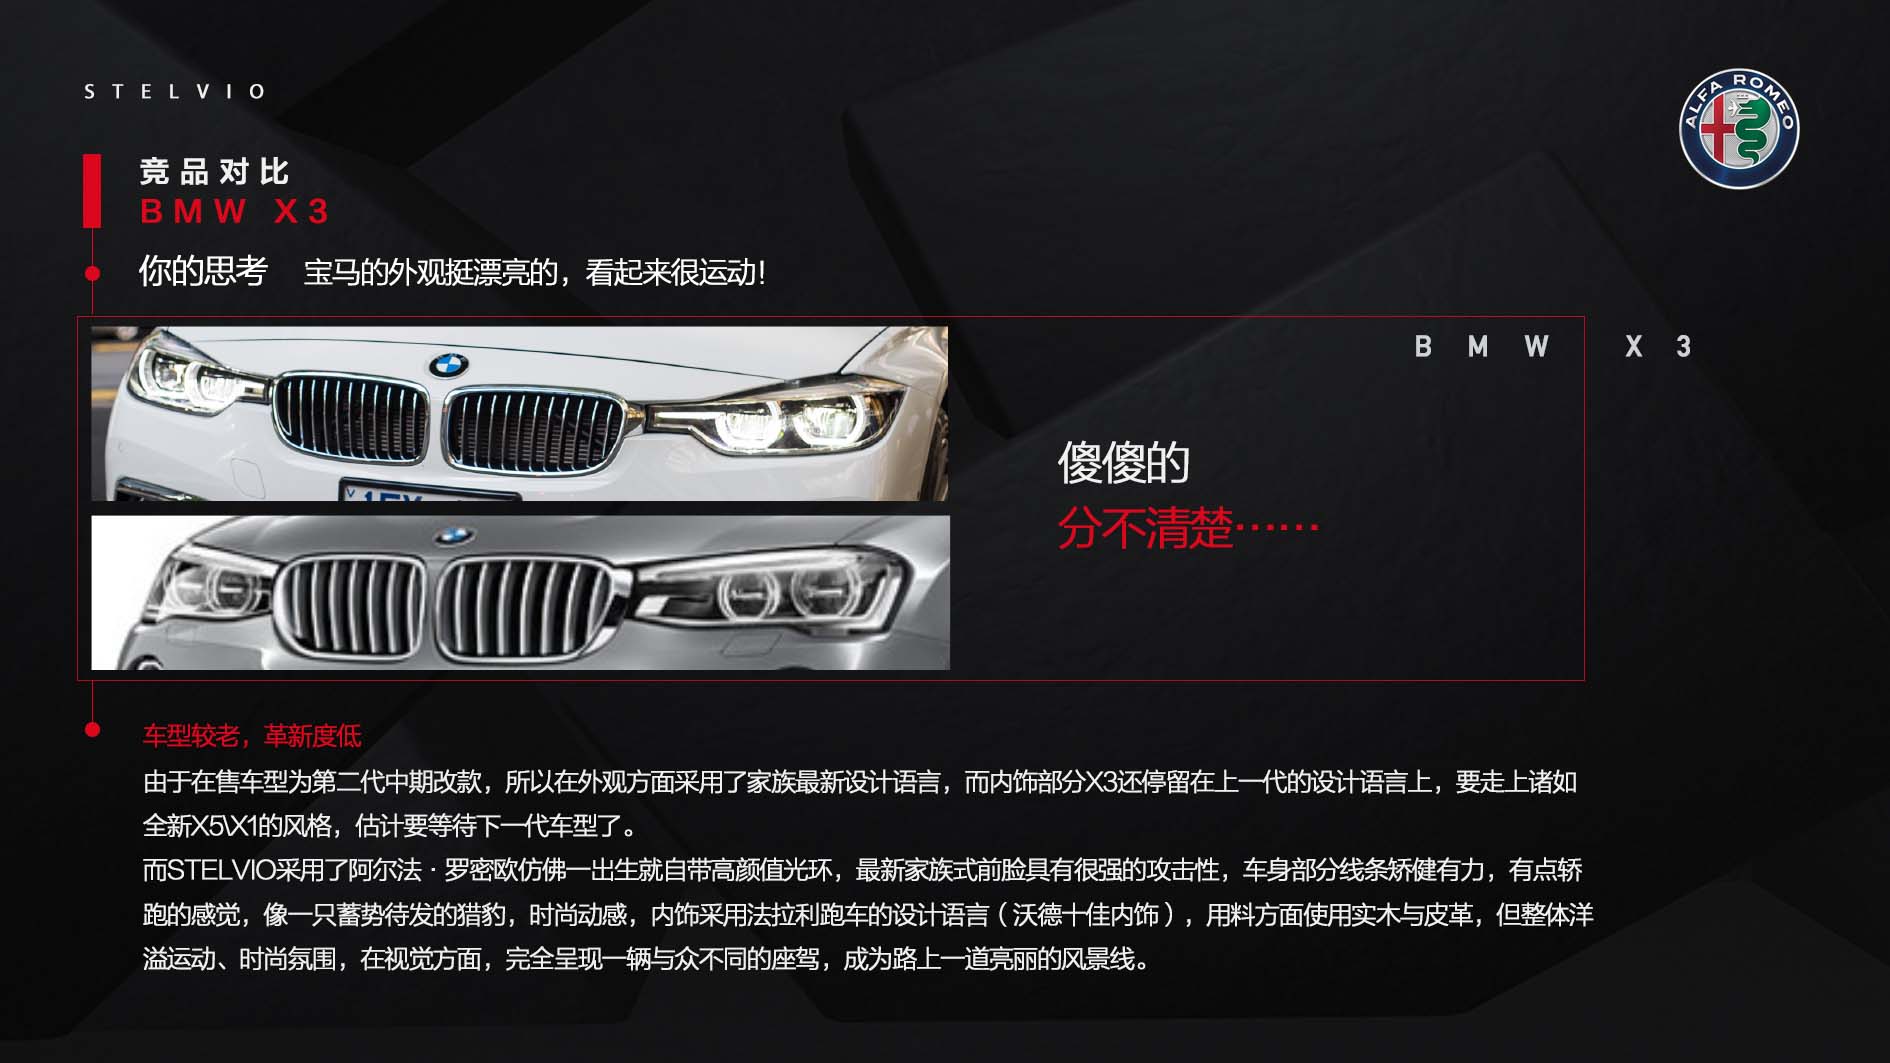 STELVIO
ALFA ROMEO
竞品对比
BMW X3
你的思考 宝马的外观挺漂亮的，看起来很运动！
BMW X3
傻傻的
分不清楚……
车型较老，革新度低
由于在售车型为第二代中期改款，所以在外观方面采用了家族最新设计语言，而内饰部分X3还停留在上一代的设计语言上，要走上诸如
全新X5\X1的风格，估计要等待下一代车型了。
而STELVIO采用了阿尔法·罗密欧仿佛一出生就自带高颜值光环，最新家族式前脸具有很强的攻击性，车身部分线条矫健有力，有点轿
跑的感觉，像一只蓄势待发的猎豹，时尚动感，内饰采用法拉利跑车的设计语言（沃德十佳内饰），用料方面使用实木与皮革，但整体洋
溢运动、时尚氛围，在视觉方面，完全呈现一辆与众不同的座驾，成为路上一道亮丽的风景线。